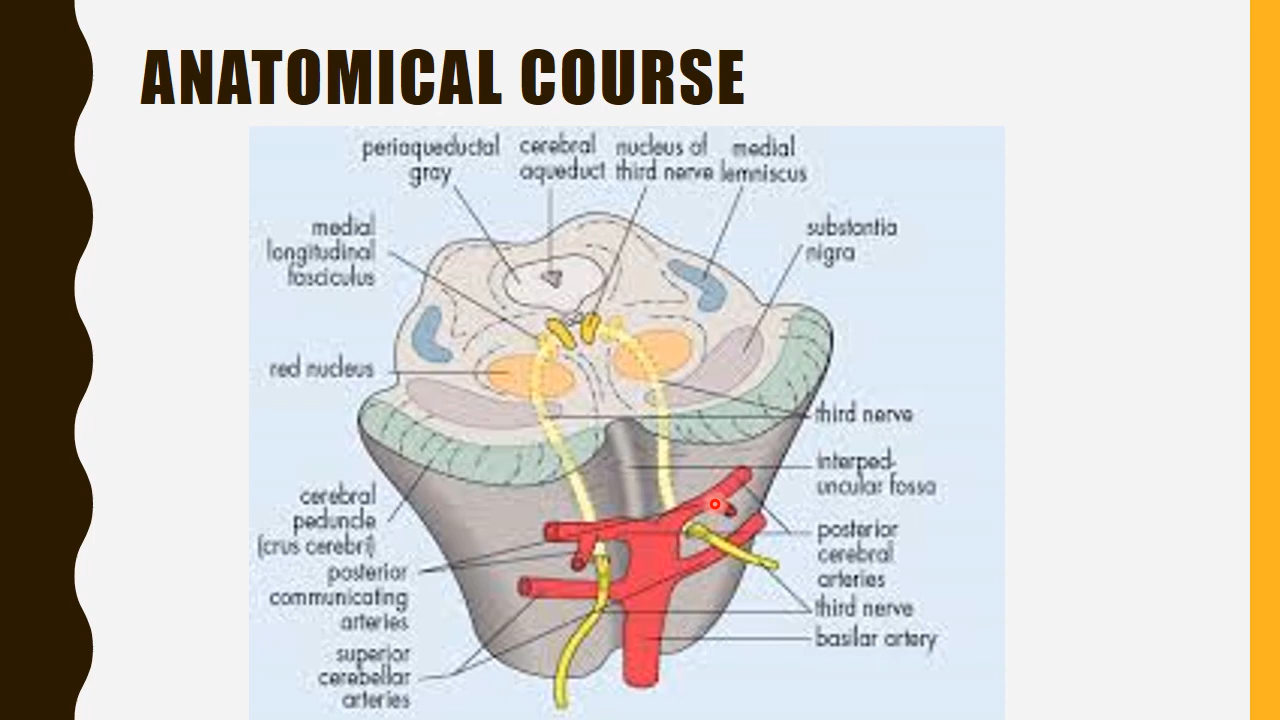 ANATOMICAL COURSE
periaqueductal
gray
cerebral
aqueduct
nucleus of
third nerve
medial
lemniscus
medial
longitudinal
fasciculus
substantia
nigra
red nucleus
third nerve
interped-
uncular fossa
cerebral
peduncle
(crus cerebri)
posterior
cerebral
arteries
posterior
communicating
arteries
third nerve
basilar artery
superior
cerebellar
arteries